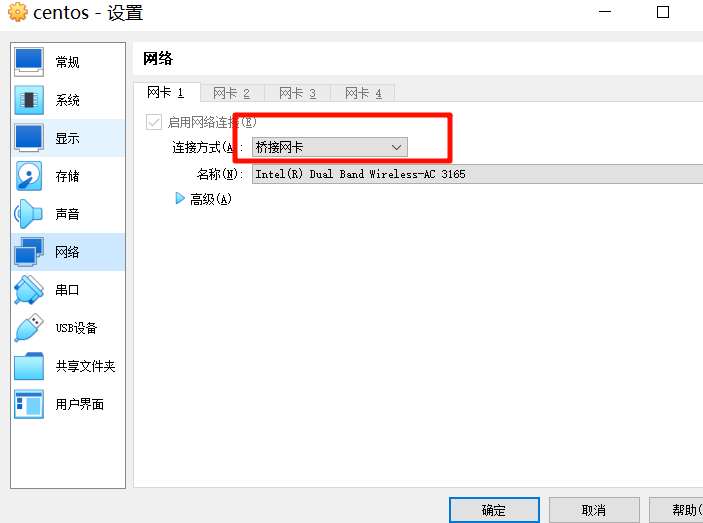 centos - 设置
常规
系统
显示
存储
声音
网络
串口
USB设备
共享文件夹
用户界面
网络
网卡 1 网卡 2 网卡 3 网卡 4
启用网络连接(E)
连接方式(A): 桥接网卡
名称(N): Intel(R) Dual Band Wireless-AC 3165
高级(A)
确定 取消 帮助(